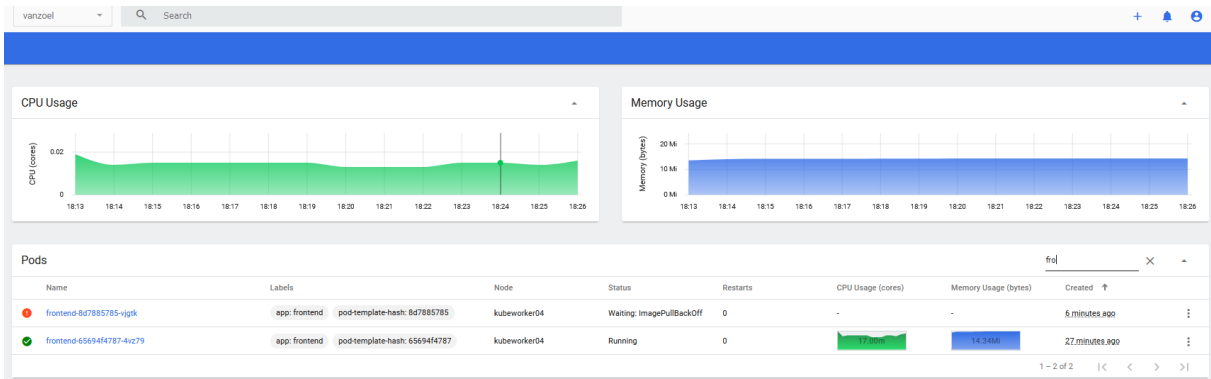 vanzoel Search
CPU Usage Memory Usage
CPU (cores)
0.02
0
18:13 18:14 18:15 18:16 18:17 18:18 18:19 18:20 18:21 18:22 18:23 18:24 18:25 18:26
Memory (bytes)
20 Mi
10 Mi
0 Mi
18:13 18:14 18:15 18:16 18:17 18:18 18:19 18:20 18:21 18:22 18:23 18:24 18:25 18:26
Pods fro
Name Labels Node Status Restarts CPU Usage (cores) Memory Usage (bytes) Created
frontend-8d7885785-vjgtk app: frontend pod-template-hash: 8d7885785 kubeworker04 Waiting: ImagePullBackOff 0 - - 6 minutes ago
frontend-65694f4787-4vz79 app: frontend pod-template-hash: 65694f4787 kubeworker04 Running 0 17.00m 14.34Mi 27 minutes ago
1 – 2 of 2